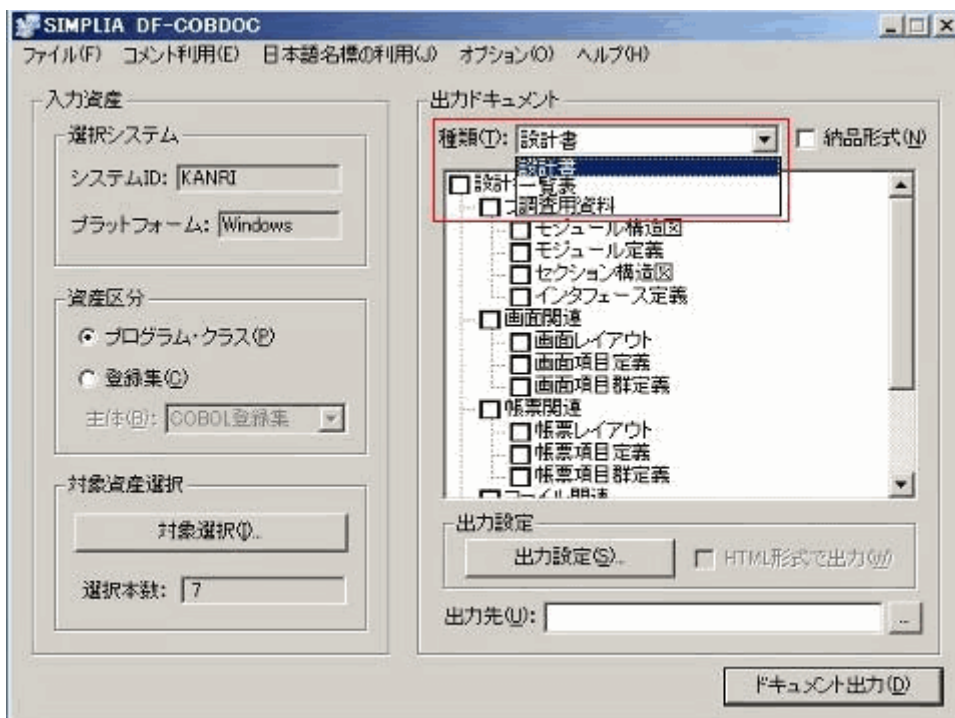 SIMPLIA DF-COBDOC
ファイル(F) コメント利用(E) 日本語名標の利用(J) オプション(O) ヘルプ(H)
入力資産
選択システム
システムID: KANRI
プラットフォーム: Windows
資産区分
プログラム・クラス(P)
登録集(C)
主体(B): COBOL登録集
対象資産選択
対象選択(I)...
選択本数: 7
出力ドキュメント
種類(T): 設計書 納品形式(N)
設計書
一覧表
調査用資料
設計
モジュール構造図
モジュール定義
セクション構造図
インタフェース定義
画面関連
画面レイアウト
画面項目定義
画面項目群定義
帳票関連
帳票レイアウト
帳票項目定義
帳票項目群定義
ファイル関連
出力設定
出力設定(S)... HTML形式で出力(W)
出力先(U): ...
ドキュメント出力(D)